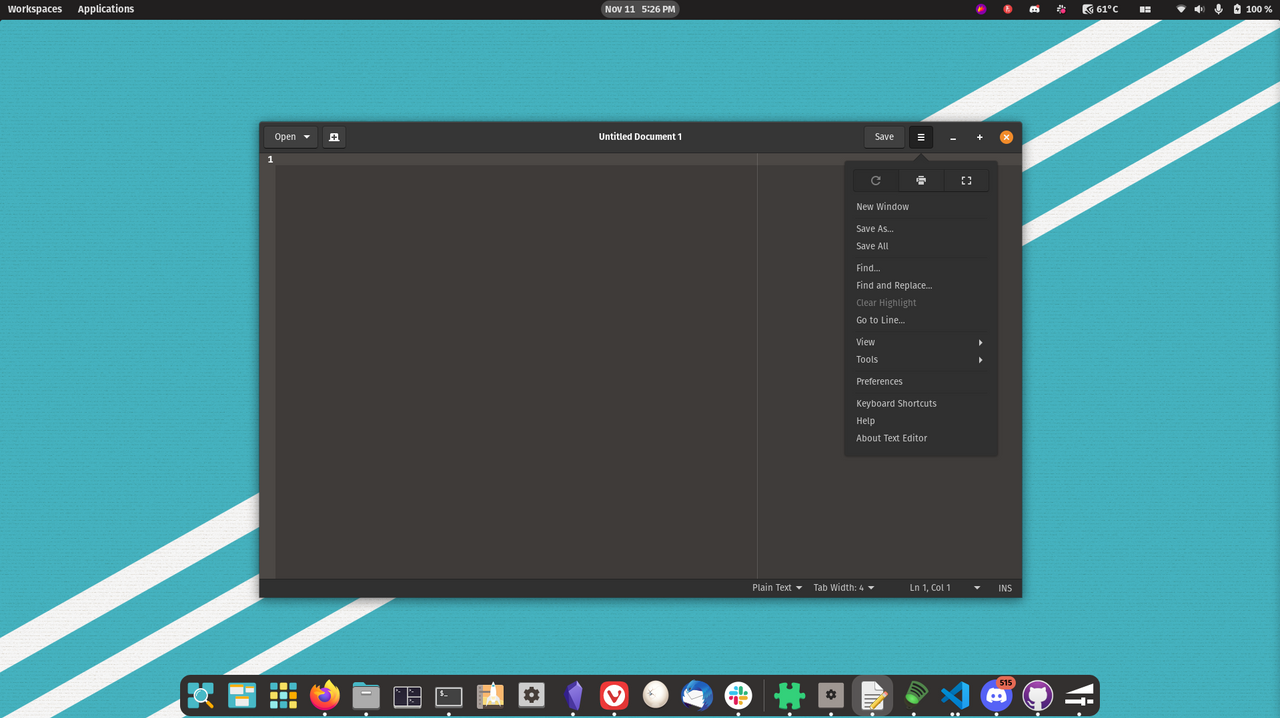 Workspaces Applications Nov 11 5:26 PM 61°C 100 %
Open Untitled Document 1 Save
1
New Window
Save As...
Save All
Find...
Find and Replace...
Clear Highlight
Go to Line...
View
Tools
Preferences
Keyboard Shortcuts
Help
About Text Editor
Plain Text Tab Width: 4 Ln 1, Col 1 INS
515
$_